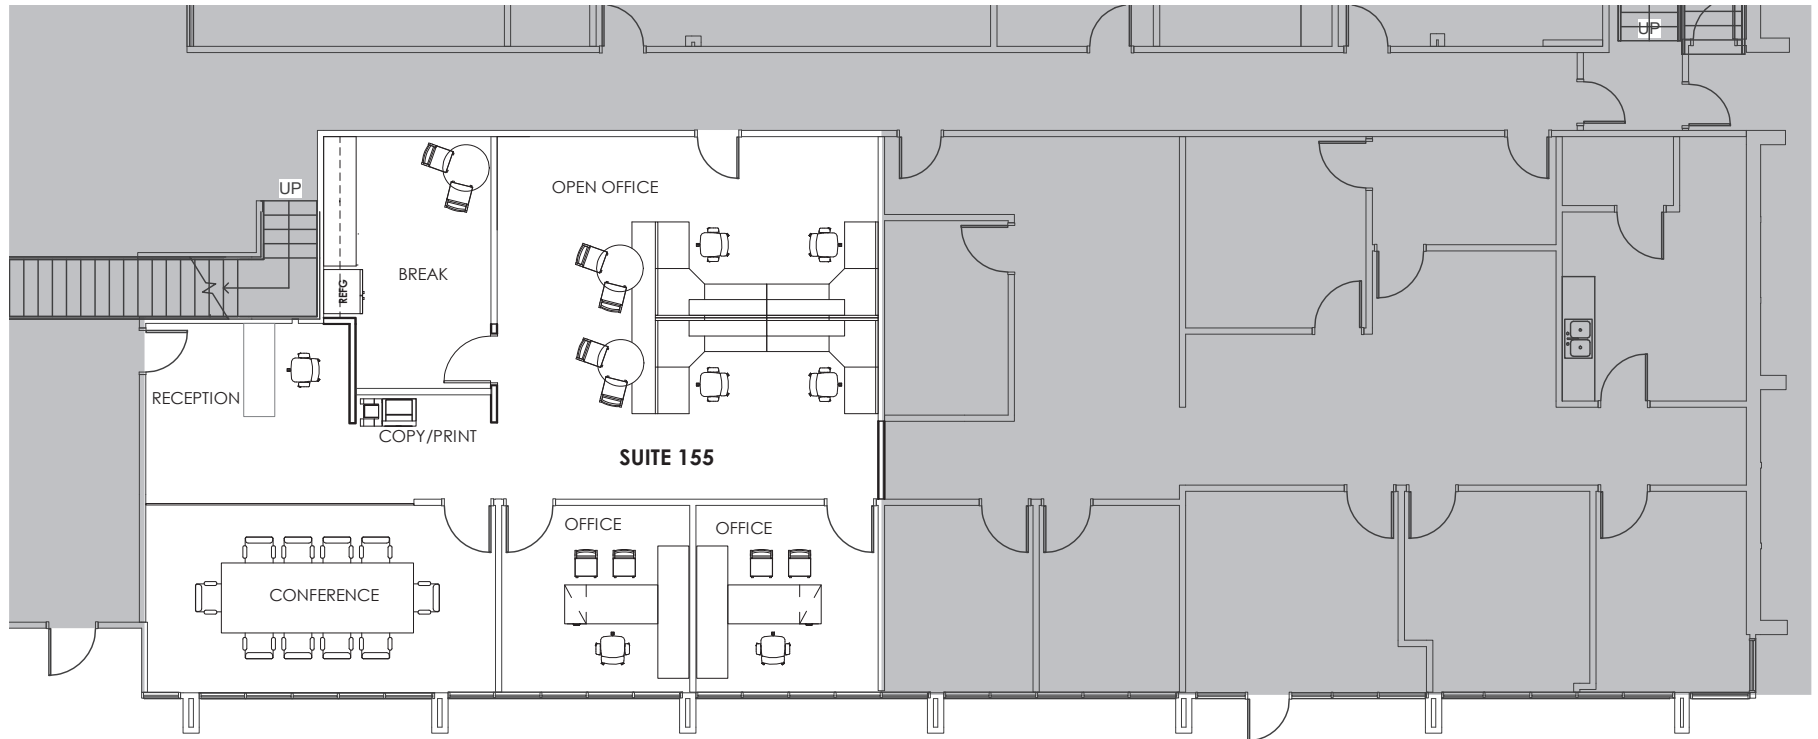 UP
UP
OPEN OFFICE
BREAK
REFG
RECEPTION
COPY/PRINT
SUITE 155
OFFICE
OFFICE
CONFERENCE